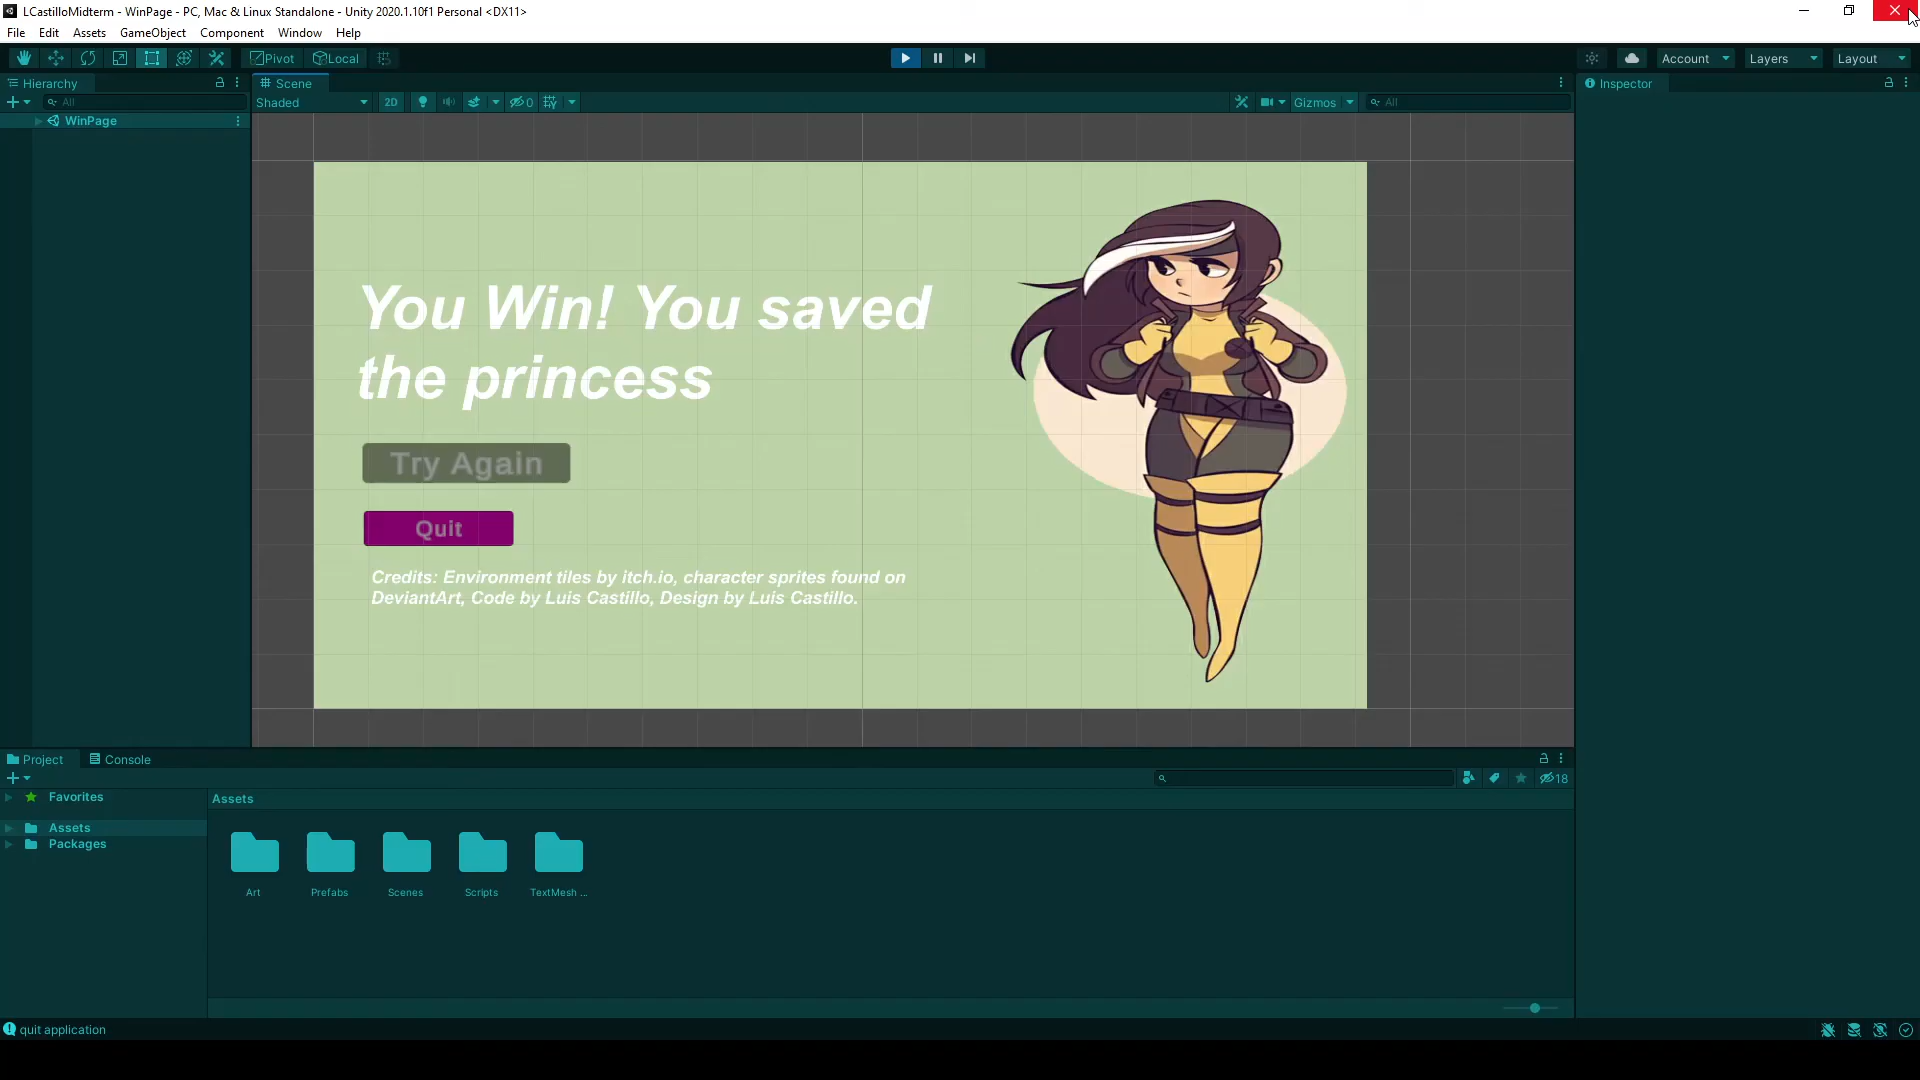 LCastilloMidterm - WinPage - PC, Mac & Linux Standalone - Unity 2020.1.10f1 Personal <DX11>
File Edit Assets GameObject Component Window Help
Pivot Local Account Layers Layout
Hierarchy Scene Inspector
All Shaded 2D 0 Gizmos All
WinPage
You Win! You saved
the princess
Try Again
Quit
Credits: Environment tiles by itch.io, character sprites found on
DeviantArt, Code by Luis Castillo, Design by Luis Castillo.
Project Console
18
Favorites Assets
Assets
Packages
Art Prefabs Scenes Scripts TextMesh ...
quit application